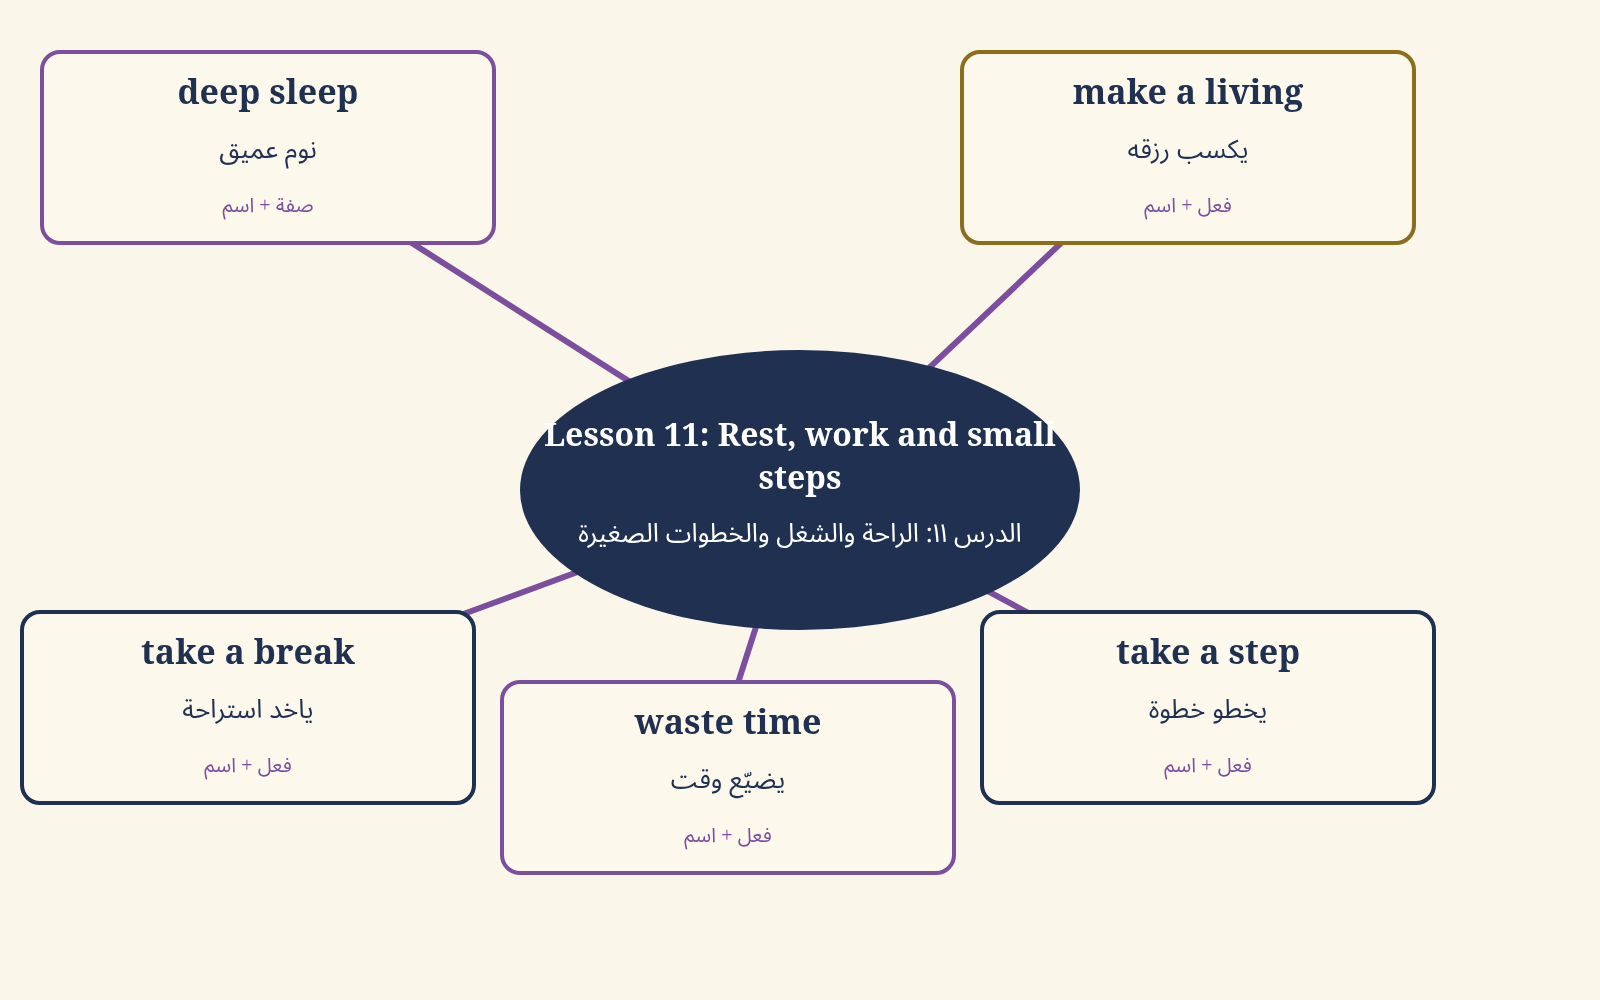 deep sleep
نوم عميق
صفة + اسم
make a living
يكسب رزقه
فعل + اسم
Lesson 11: Rest, work and small
steps
الدرس ١١: الراحة والشغل والخطوات الصغيرة
take a break
ياخد استراحة
فعل + اسم
waste time
يضيّع وقت
فعل + اسم
take a step
يخطو خطوة
فعل + اسم